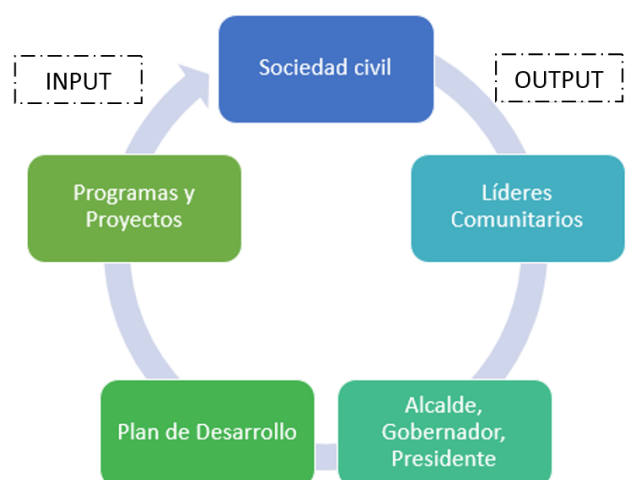 Sociedad civil
INPUT
OUTPUT
Programas y
Proyectos
Líderes
Comunitarios
Plan de Desarrollo
Alcalde,
Gobernador,
Presidente